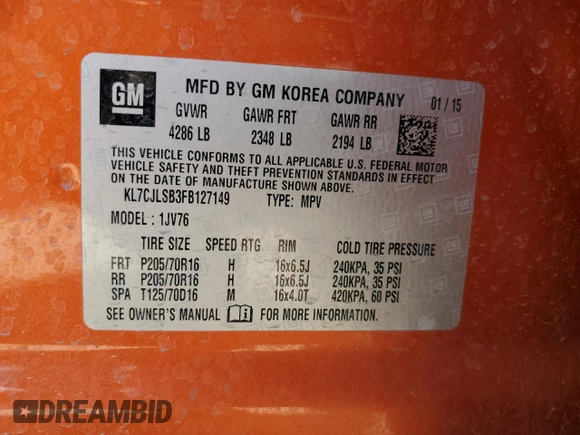 GM
MFD BY GM KOREA COMPANY 01 / 15
GVWR GAWR FRT GAWR RR
4286 LB 2348 LB 2194 LB
THIS VEHICLE CONFORMS TO ALL APPLICABLE U.S. FEDERAL MOTOR
VEHICLE SAFETY AND THEFT PREVENTION STANDARDS IN EFFECT ON THE
DATE OF MANUFACTURE SHOWN ABOVE.
KL7CJLSB3FB127149 TYPE: MPV
MODEL : 1JV76
TIRE SIZE SPEED RTG RIM COLD TIRE PRESSURE
FRT P205/70R16 H 16x6.5J 240KPA, 35 PSI
RR P205/70R16 H 16x6.5J 240KPA, 35 PSI
SPA T125/70D16 M 16x4.0T 420KPA, 60 PSI
SEE OWNER'S MANUAL FOR MORE INFORMATION.
DREAMBID